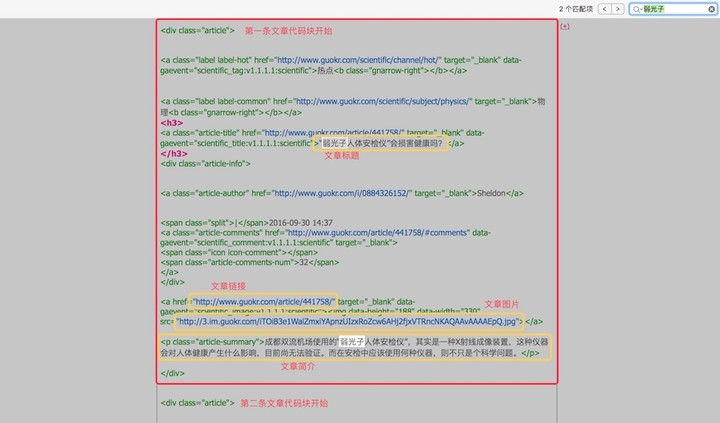 2 个匹配项 < > 弱光子
<div class="article"> 第一条文章代码块开始
[+]
<a class="label label-hot" href="http://www.guokr.com/scientific/channel/hot/" target="_blank" data-
gaevent="scientific_tag:v1.1.1.1:scientific">热点<b class="gnarrow-right"></b></a>
<a class="label label-common" href="http://www.guokr.com/scientific/subject/physics/" target="_blank">物
理<b class="gnarrow-right"></b></a>
<h3>
<a class="article-title" href="http://www.guokr.com/article/441758/" target="_blank" data-
gaevent="scientific_title:v1.1.1.1:scientific">"弱光子人体安检仪"会损害健康吗？</a>
</h3>
文章标题
<div class="article-info">
<a class="article-author" href="http://www.guokr.com/i/0884326152/" target="_blank">Sheldon</a>
<span class="split">|</span>2016-09-30 14:37
<a class="article-comments" href="http://www.guokr.com/article/441758/#comments" data-
gaevent="scientific_comment:v1.1.1.1:scientific" target="_blank">
<span class="icon icon-comment"></span>
<span class="article-comments-num">32</span>
</a>
</div>
文章链接
<a href="http://www.guokr.com/article/441758/" target="_blank" data-
文章图片
gaevent="scientific_image:v1.1.1.1:scientific"><img data-height="188" data-width="330"
src="http://3.im.guokr.com/iTOiB3e1WalZmxiYApnzUIzxRoZcw6AHj2fjxVTRncNKAQAAvAAAAEpQ.jpg"></a>
<p class="article-summary">成都双流机场使用的"弱光子人体安检仪"，其实是一种X射线成像装置，这种仪器
会对人体健康产生什么影响，目前尚无法验证。而在安检中应该使用何种仪器，则不只是个科学问题。</p>
文章简介
</div>
<div class="article"> 第二条文章代码块开始